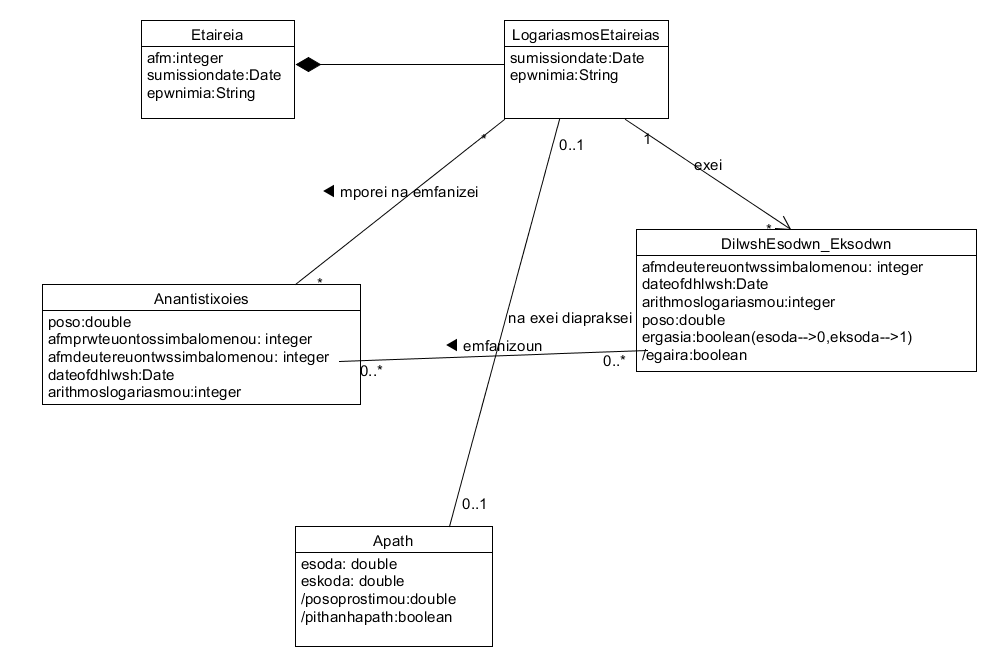 Etaireia
afm:integer
sumissiondate:Date
epwnimia:String
LogariasmosEtaireias
sumissiondate:Date
epwnimia:String
*
0..1
1
exei
◄ mporei na emfanizei
*
*
DilwshEsodwn_Eksodwn
afmdeutereuontwssimbalomenou: integer
dateofdhlwsh:Date
arithmoslogariasmou:integer
poso:double
ergasia:boolean(esoda-->0,eksoda-->1)
/egaira:boolean
Anantistixoies
poso:double
afmprwteuontossimbalomenou: integer
afmdeutereuontwssimbalomenou: integer
dateofdhlwsh:Date
arithmoslogariasmou:integer
na exei diapraksei
◄ emfanizoun
0..*
0..*
0..1
Apath
esoda: double
eskoda: double
/posoprostimou:double
/pithanhapath:boolean